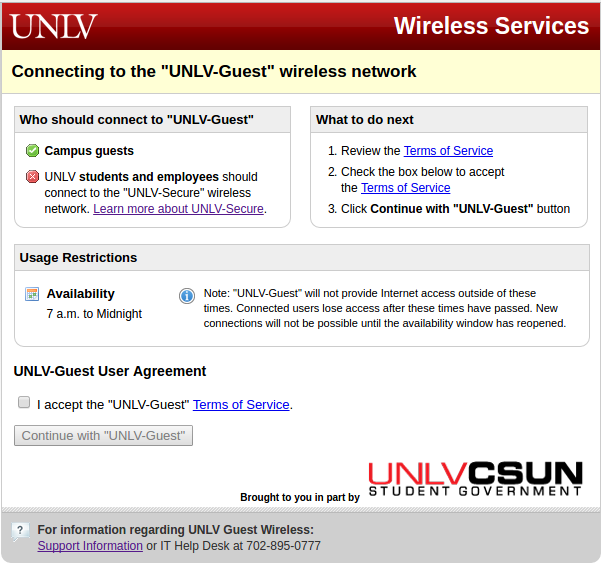 UNLV
Wireless Services
Connecting to the "UNLV-Guest" wireless network
Who should connect to "UNLV-Guest"
Campus guests
UNLV students and employees should
connect to the "UNLV-Secure" wireless
network. Learn more about UNLV-Secure.
What to do next
1. Review the Terms of Service
2. Check the box below to accept
the Terms of Service
3. Click Continue with "UNLV-Guest" button
Usage Restrictions
Availability
7 a.m. to Midnight
Note: "UNLV-Guest" will not provide Internet access outside of these
times. Connected users lose access after these times have passed. New
connections will not be possible until the availability window has reopened.
UNLV-Guest User Agreement
I accept the "UNLV-Guest" Terms of Service.
Continue with "UNLV-Guest"
Brought to you in part by
UNLVCSUN
STUDENT GOVERNMENT
?
For information regarding UNLV Guest Wireless:
Support Information or IT Help Desk at 702-895-0777